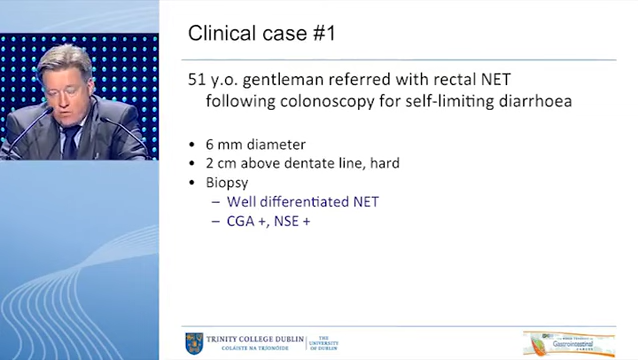 Clinical case #1
51 y.o. gentleman referred with rectal NET
following colonoscopy for self-limiting diarrhoea
• 6 mm diameter
• 2 cm above dentate line, hard
• Biopsy
– Well differentiated NET
– CGA +, NSE +
TRINITY COLLEGE DUBLIN
COLÁISTE NA TRÍONÓIDE
THE
UNIVERSITY
OF DUBLIN
Gastrointestinal